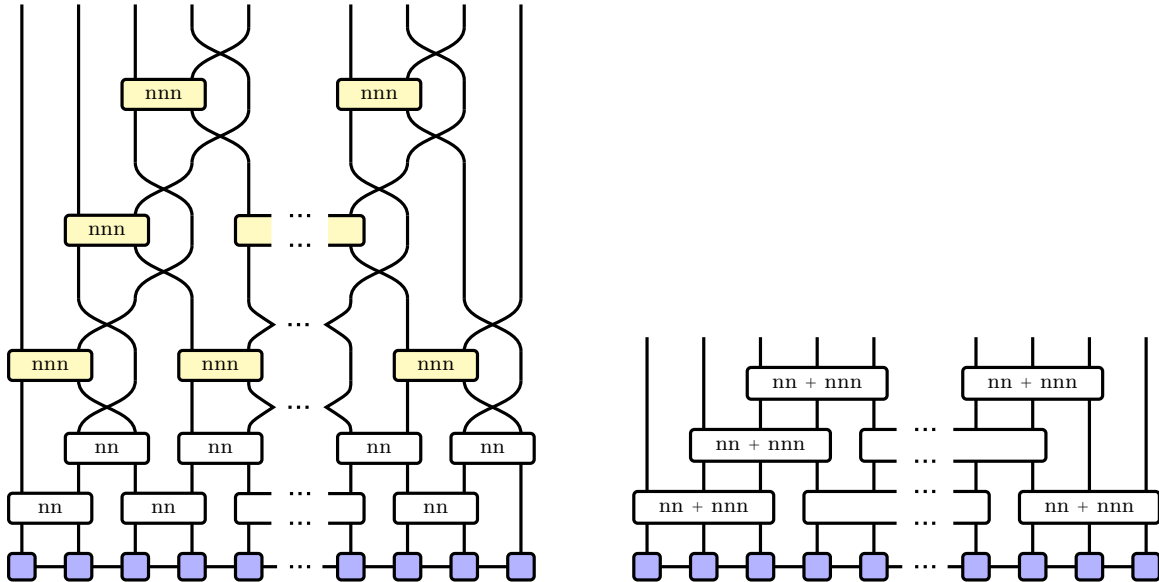 nnn nnn
nnn ... ...
nnn nnn ... nnn
...
nn nn nn nn
nn nn ... ... nn
...
nn + nnn nn + nnn
nn + nnn ... ...
nn + nnn ... ... nn + nnn
...